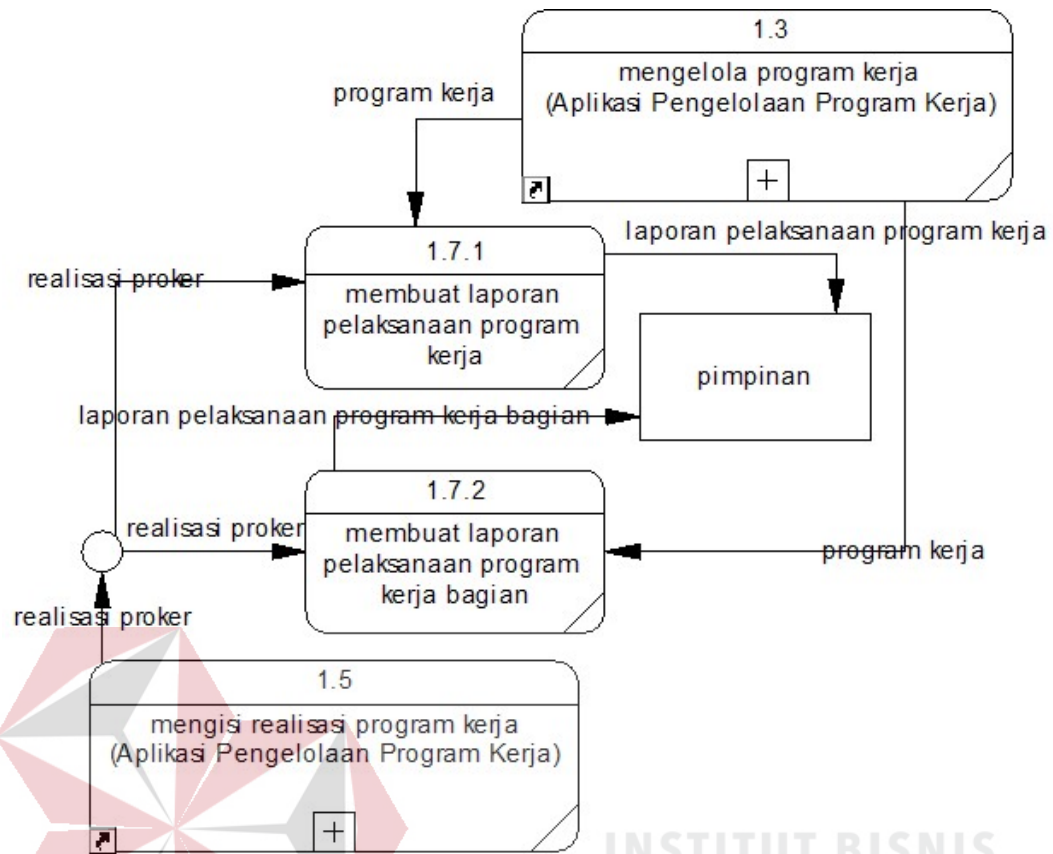 1.3
mengelola program kerja
(Aplikasi Pengelolaan Program Kerja)
program kerja
laporan pelaksanaan program kerja
1.7.1
membuat laporan
pelaksanaan program
kerja
realisasi proker
pimpinan
laporan pelaksanaan program kerja bagian
1.7.2
membuat laporan
pelaksanaan program
kerja bagian
realisasi proker
program kerja
realisasi proker
1.5
mengisi realisasi program kerja
(Aplikasi Pengelolaan Program Kerja)
INSTITUT BISNIS